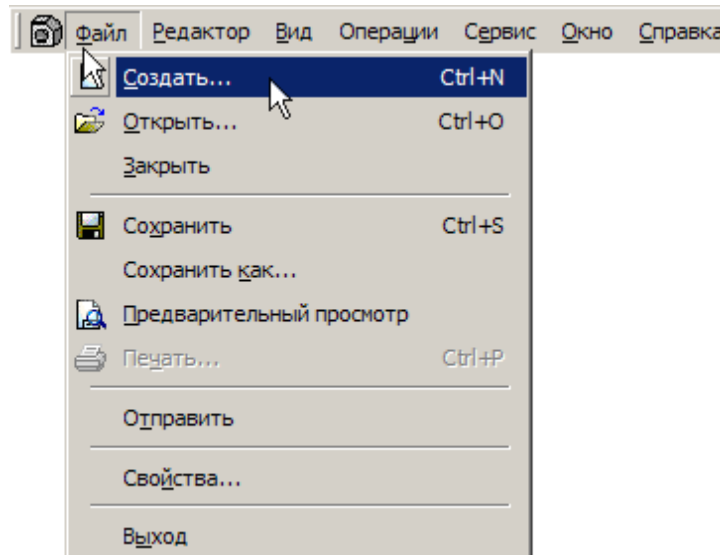 Файл Редактор Вид Операции Сервис Окно Справка
Создать... Ctrl+N
Открыть... Ctrl+O
Закрыть
Сохранить Ctrl+S
Сохранить как...
Предварительный просмотр
Печать... Ctrl+P
Отправить
Свойства...
Выход